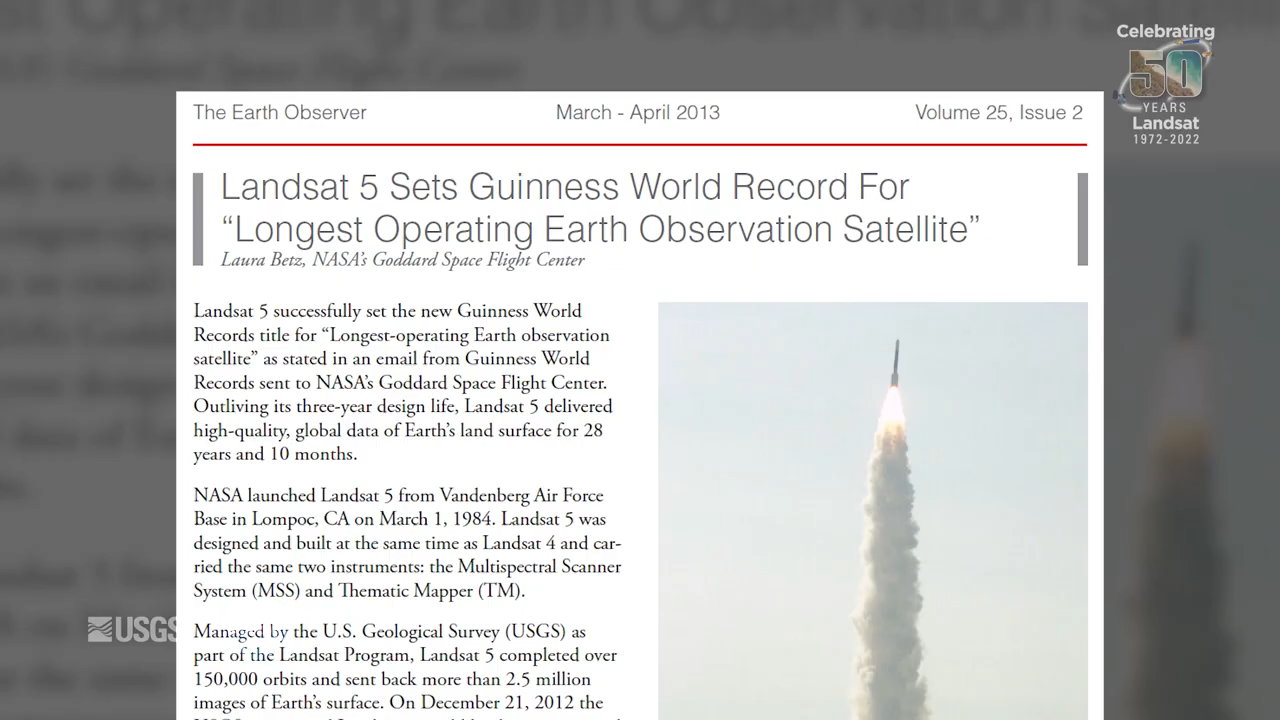 Celebrating
50
YEARS
Landsat
1972-2022
The Earth Observer March - April 2013 Volume 25, Issue 2
Landsat 5 Sets Guinness World Record For
“Longest Operating Earth Observation Satellite”
Laura Betz, NASA’s Goddard Space Flight Center
Landsat 5 successfully set the new Guinness World
Records title for “Longest-operating Earth observation
satellite” as stated in an email from Guinness World
Records sent to NASA’s Goddard Space Flight Center.
Outliving its three-year design life, Landsat 5 delivered
high-quality, global data of Earth’s land surface for 28
years and 10 months.
NASA launched Landsat 5 from Vandenberg Air Force
Base in Lompoc, CA on March 1, 1984. Landsat 5 was
designed and built at the same time as Landsat 4 and car-
ried the same two instruments: the Multispectral Scanner
System (MSS) and Thematic Mapper (TM).
USGS
Managed by the U.S. Geological Survey (USGS) as
part of the Landsat Program, Landsat 5 completed over
150,000 orbits and sent back more than 2.5 million
images of Earth’s surface. On December 21, 2012 the